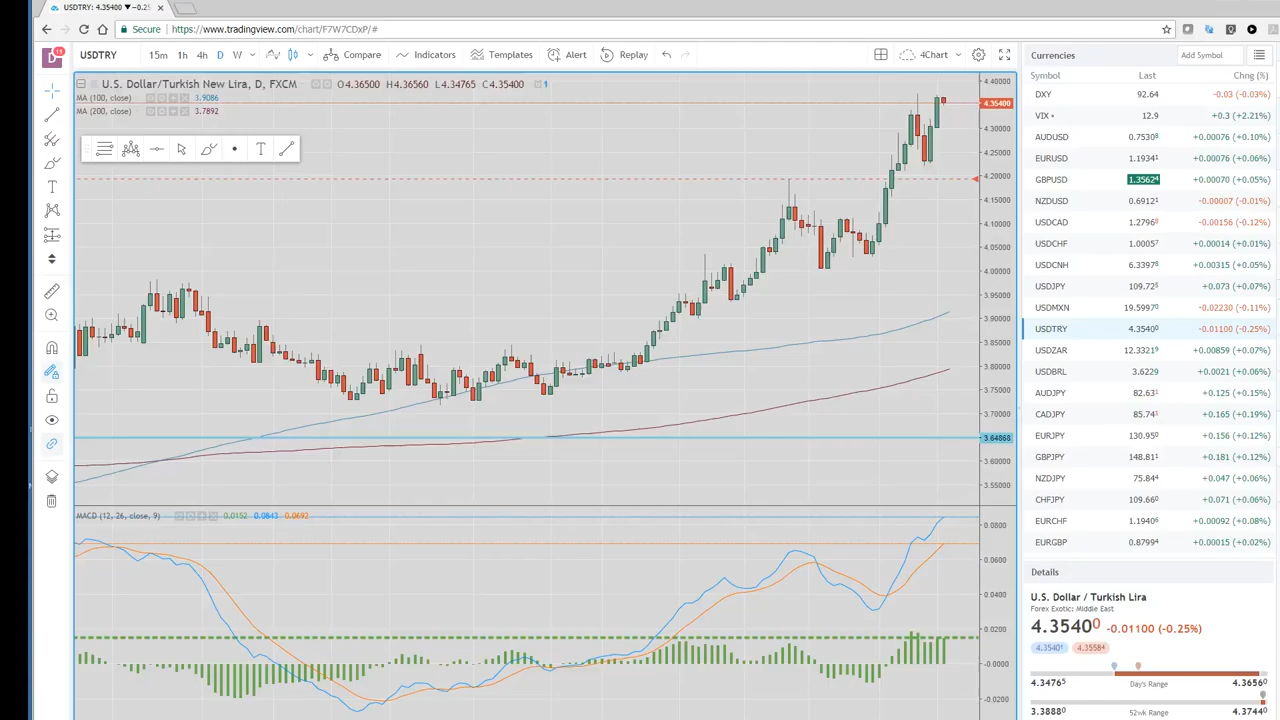 USDTRY: 4.35400 ▼−0.25
Secure | https://www.tradingview.com/chart/F7W7CDxP/#
D 11
USDTRY 15m 1h 4h D W Compare Indicators Templates Alert Replay 4Chart
U.S. Dollar/Turkish New Lira, D, FXCM O4.36500 H4.36560 L4.34765 C4.35400 1
MA (100, close) 3.9086
MA (200, close) 3.7892
T
T
4.40000
4.35400
4.30000
4.25000
4.20000
4.15000
4.10000
4.05000
4.00000
3.95000
3.90000
3.85000
3.80000
3.75000
3.70000
3.64868
3.60000
3.55000
MACD (12, 26, close, 9) 0.0152 0.0843 0.0692
0.0800
0.0600
0.0400
0.0200
-0.0000
-0.0200
Currencies Add Symbol
Symbol Last Chng (%)
DXY 92.64 -0.03 (-0.03%)
VIX 12.9 +0.3 (+2.21%)
AUDUSD 0.75308 +0.00076 (+0.10%)
EURUSD 1.19341 +0.00076 (+0.06%)
GBPUSD 1.35624 +0.00070 (+0.05%)
NZDUSD 0.69121 -0.00007 (-0.01%)
USDCAD 1.27968 -0.00156 (-0.12%)
USDCHF 1.00057 +0.00014 (+0.01%)
USDCNH 6.33978 +0.00315 (+0.05%)
USDJPY 109.725 +0.073 (+0.07%)
USDMXN 19.59970 -0.02230 (-0.11%)
USDTRY 4.35400 -0.01100 (-0.25%)
USDZAR 12.33219 +0.00859 (+0.07%)
USDBRL 3.6229 +0.0021 (+0.06%)
AUDJPY 82.631 +0.125 (+0.15%)
CADJPY 85.741 +0.165 (+0.19%)
EURJPY 130.950 +0.156 (+0.12%)
GBPJPY 148.811 +0.181 (+0.12%)
NZDJPY 75.844 +0.047 (+0.06%)
CHFJPY 109.660 +0.071 (+0.06%)
EURCHF 1.19406 +0.00092 (+0.08%)
EURGBP 0.87994 +0.00015 (+0.02%)
Details
U.S. Dollar / Turkish Lira
Forex Exotic: Middle East
4.35400 -0.01100 (-0.25%)
4.35401 4.35584
4.34765 Day's Range 4.36560
3.38880 52wk Range 4.37440